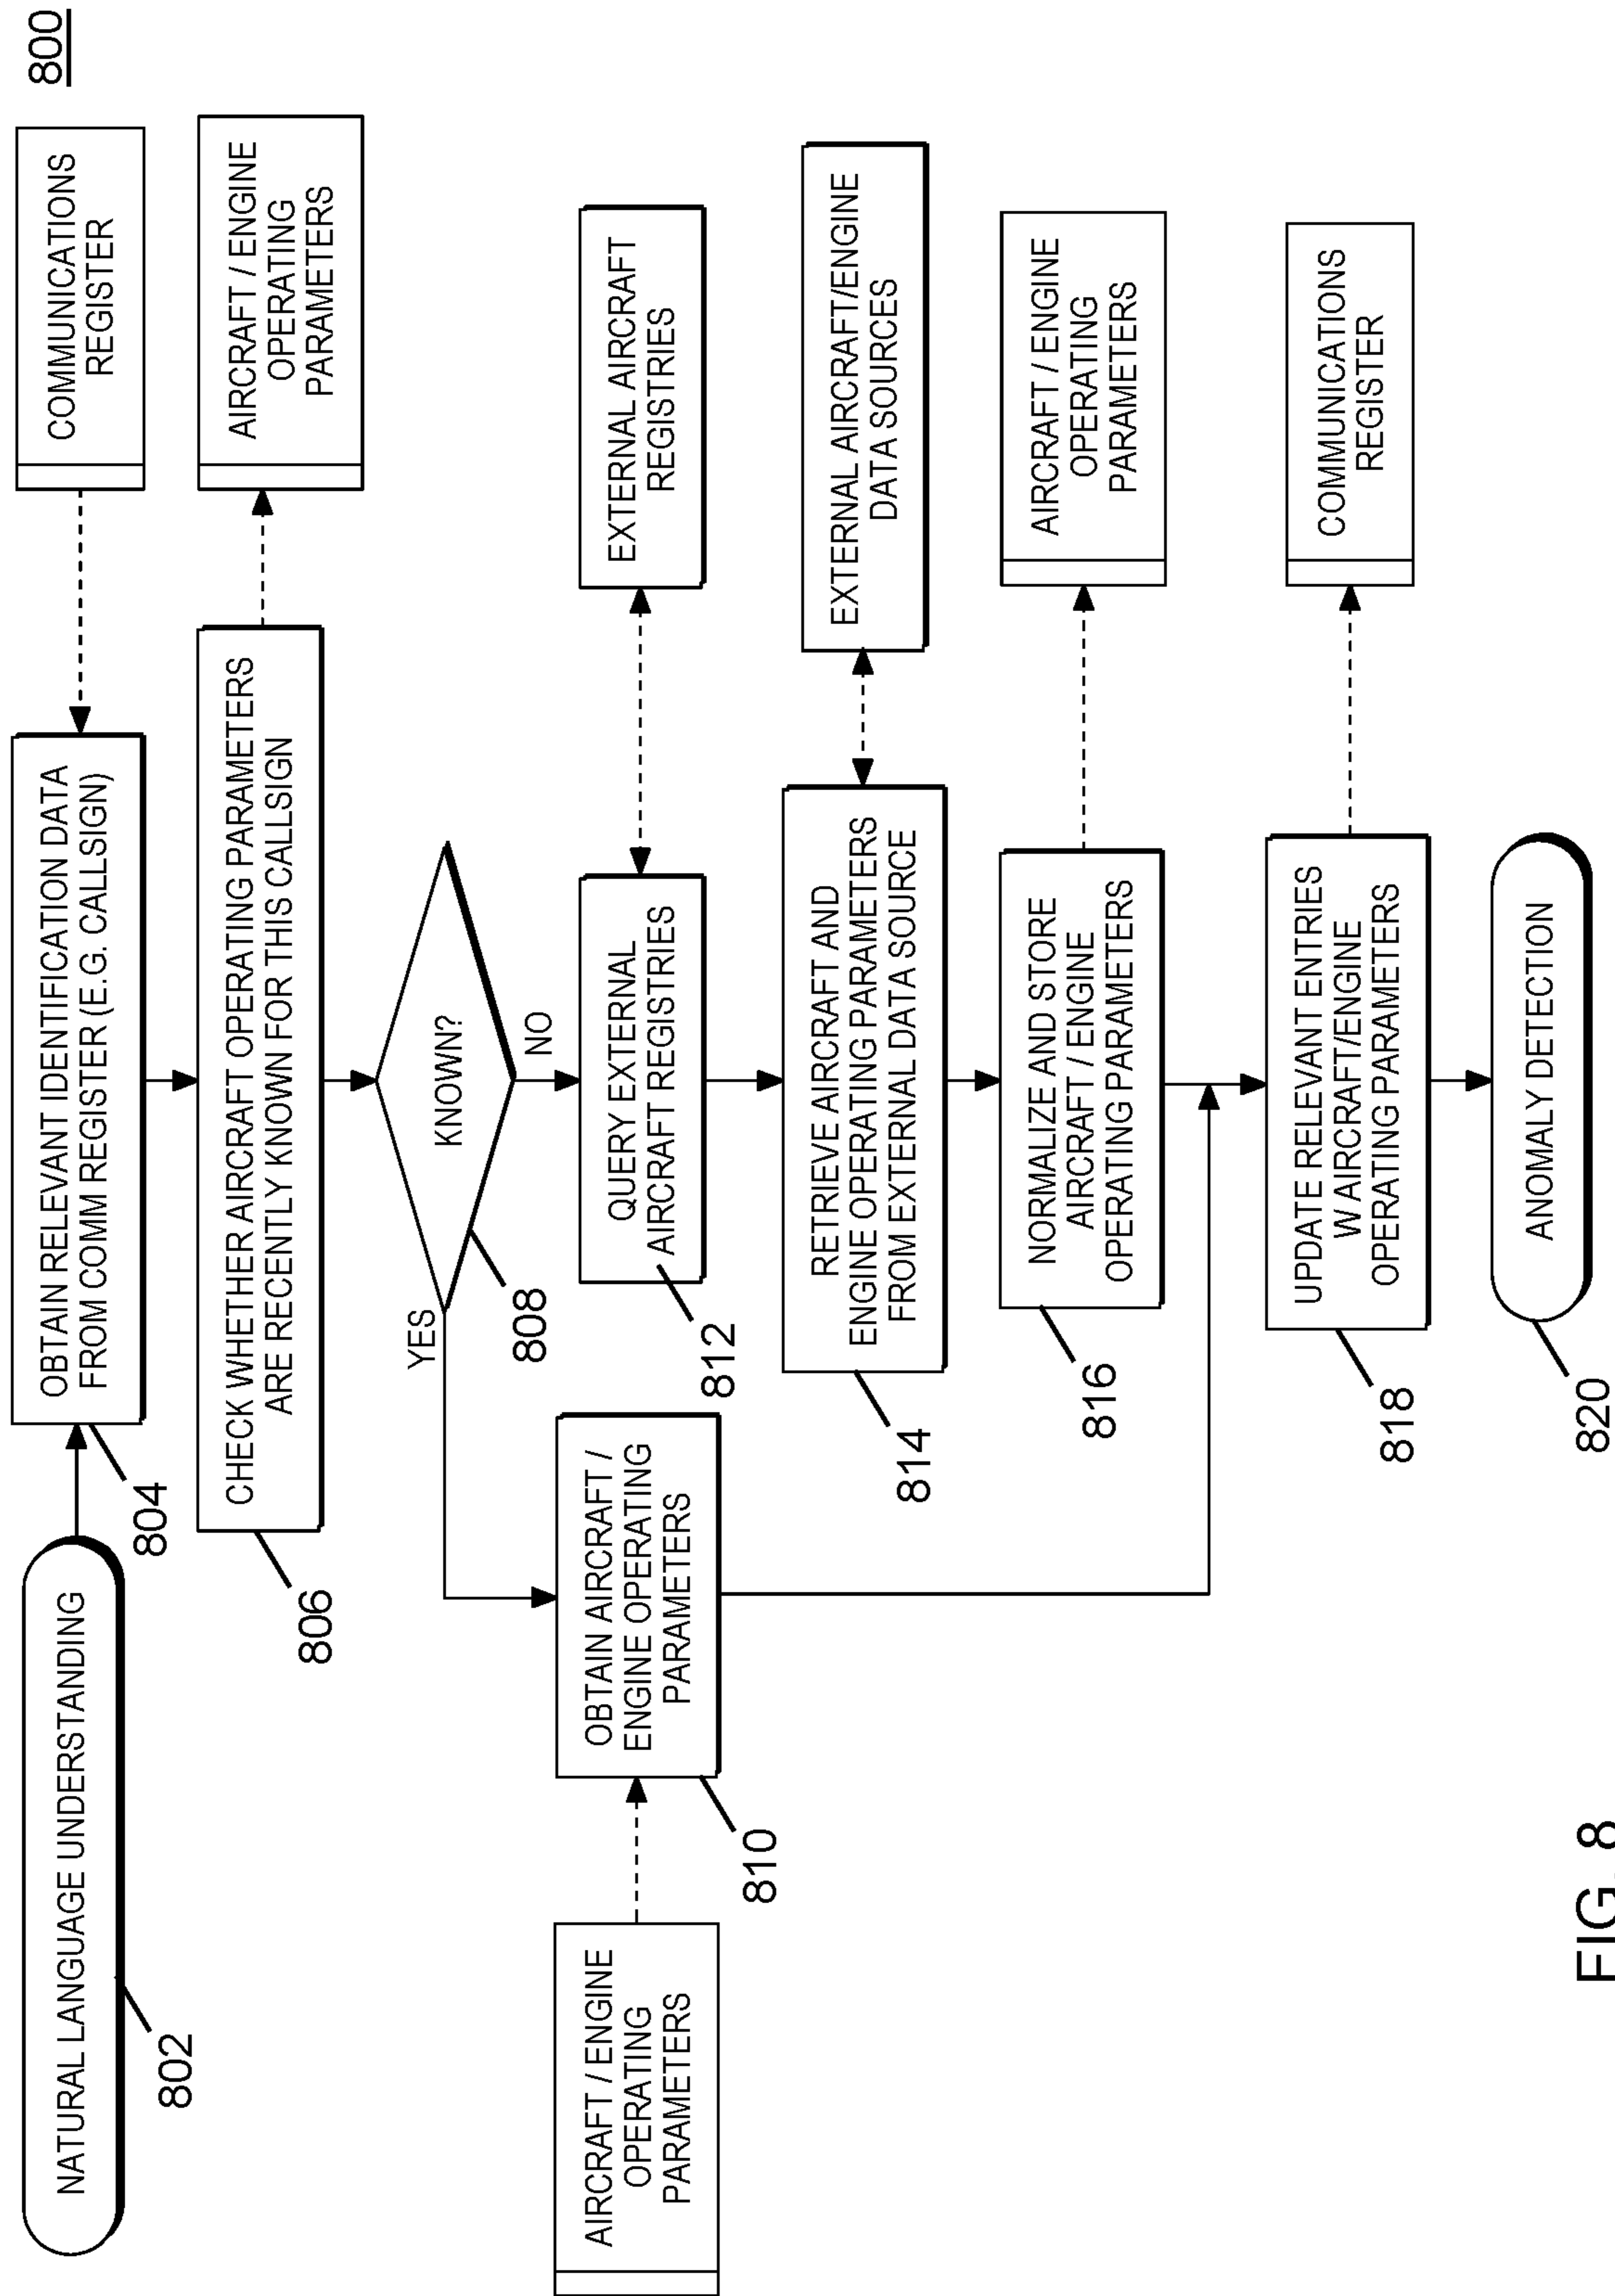 800
NATURAL LANGUAGE UNDERSTANDING
802
OBTAIN RELEVANT IDENTIFICATION DATA
FROM COMM REGISTER (E.G. CALLSIGN)
804
COMMUNICATIONS
REGISTER
CHECK WHETHER AIRCRAFT OPERATING PARAMETERS
ARE RECENTLY KNOWN FOR THIS CALLSIGN
806
AIRCRAFT / ENGINE
OPERATING
PARAMETERS
KNOWN?
YES
NO
808
AIRCRAFT / ENGINE
OPERATING
PARAMETERS
OBTAIN AIRCRAFT /
ENGINE OPERATING
PARAMETERS
810
QUERY EXTERNAL
AIRCRAFT REGISTRIES
812
EXTERNAL AIRCRAFT
REGISTRIES
RETRIEVE AIRCRAFT AND
ENGINE OPERATING PARAMETERS
FROM EXTERNAL DATA SOURCE
814
EXTERNAL AIRCRAFT/ENGINE
DATA SOURCES
NORMALIZE AND STORE
AIRCRAFT / ENGINE
OPERATING PARAMETERS
816
AIRCRAFT / ENGINE
OPERATING
PARAMETERS
UPDATE RELEVANT ENTRIES
W AIRCRAFT/ENGINE
OPERATING PARAMETERS
818
COMMUNICATIONS
REGISTER
ANOMALY DETECTION
820
FIG. 8